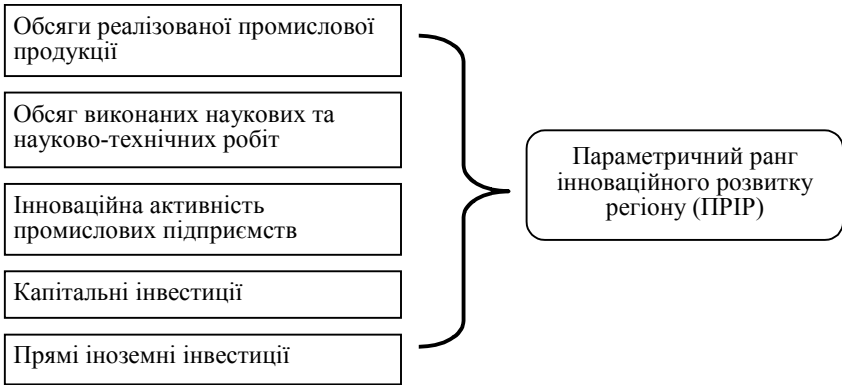 Обсяги реалізованої промислової
продукції
Обсяг виконаних наукових та
науково-технічних робіт
Інноваційна активність
промислових підприємств
Капітальні інвестиції
Прямі іноземні інвестиції
Параметричний ранг
інноваційного розвитку
регіону (ПРІР)